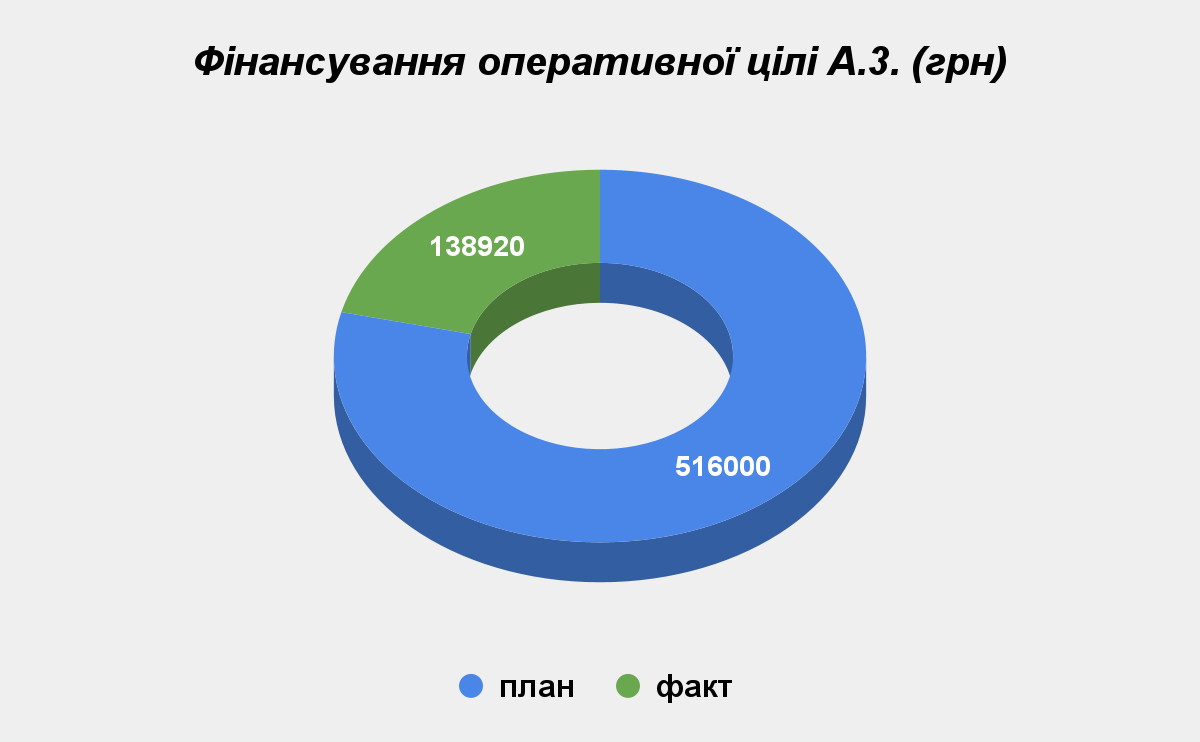 Фінансування оперативної цілі А.3. (грн)
138920
516000
план
факт